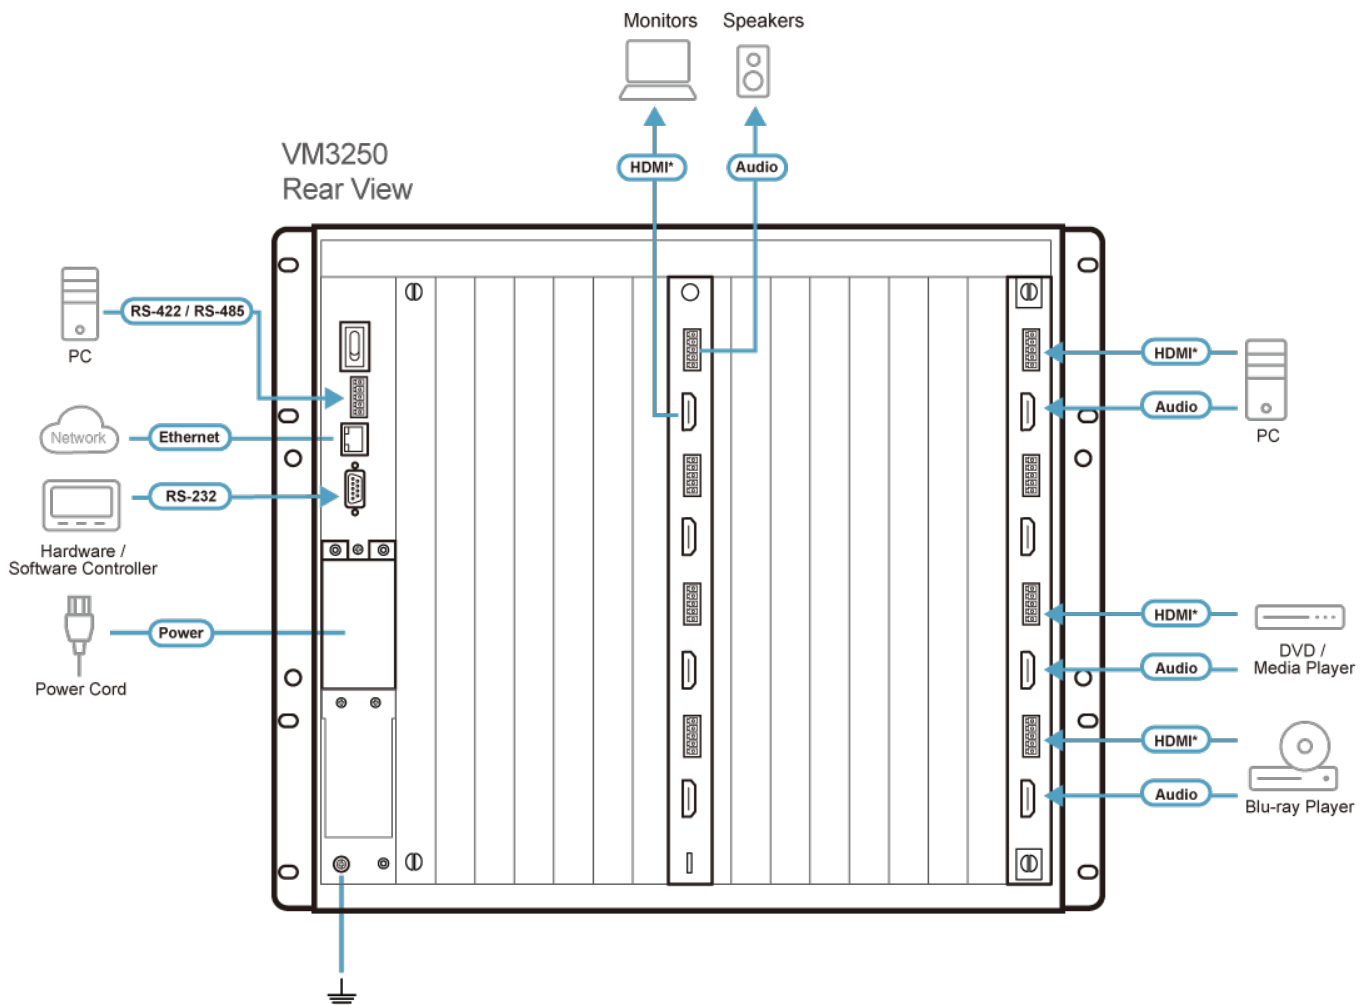 Monitors
Speakers
HDMI*
Audio
VM3250
Rear View
RS-422 / RS-485
PC
Network
Ethernet
RS-232
Hardware /
Software Controller
Power
Power Cord
HDMI*
Audio
PC
HDMI*
Audio
DVD /
Media Player
HDMI*
Audio
Blu-ray Player